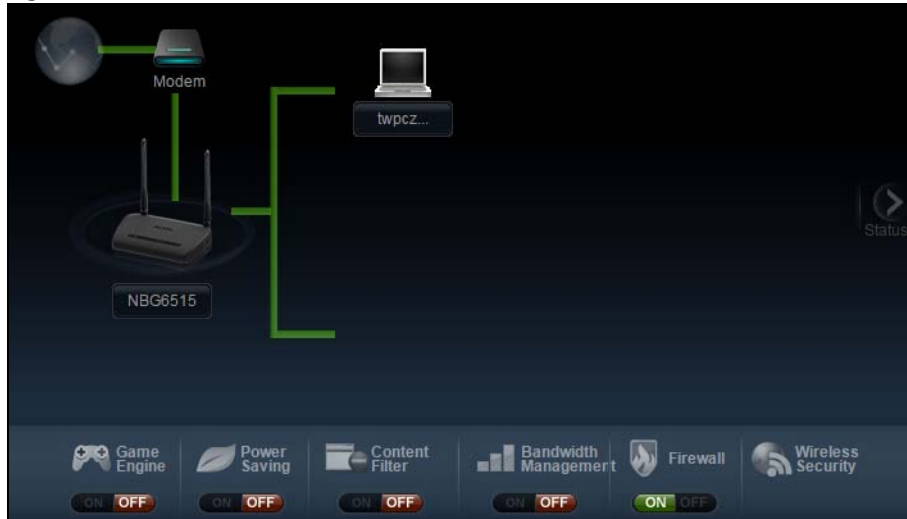 Modem
twpcz...
Status
NBG6515
Game
Engine
Power
Saving
Content
Filter
Bandwidth
Management
Firewall
Wireless
Security
ON OFF
ON OFF
ON OFF
ON OFF
ON OFF